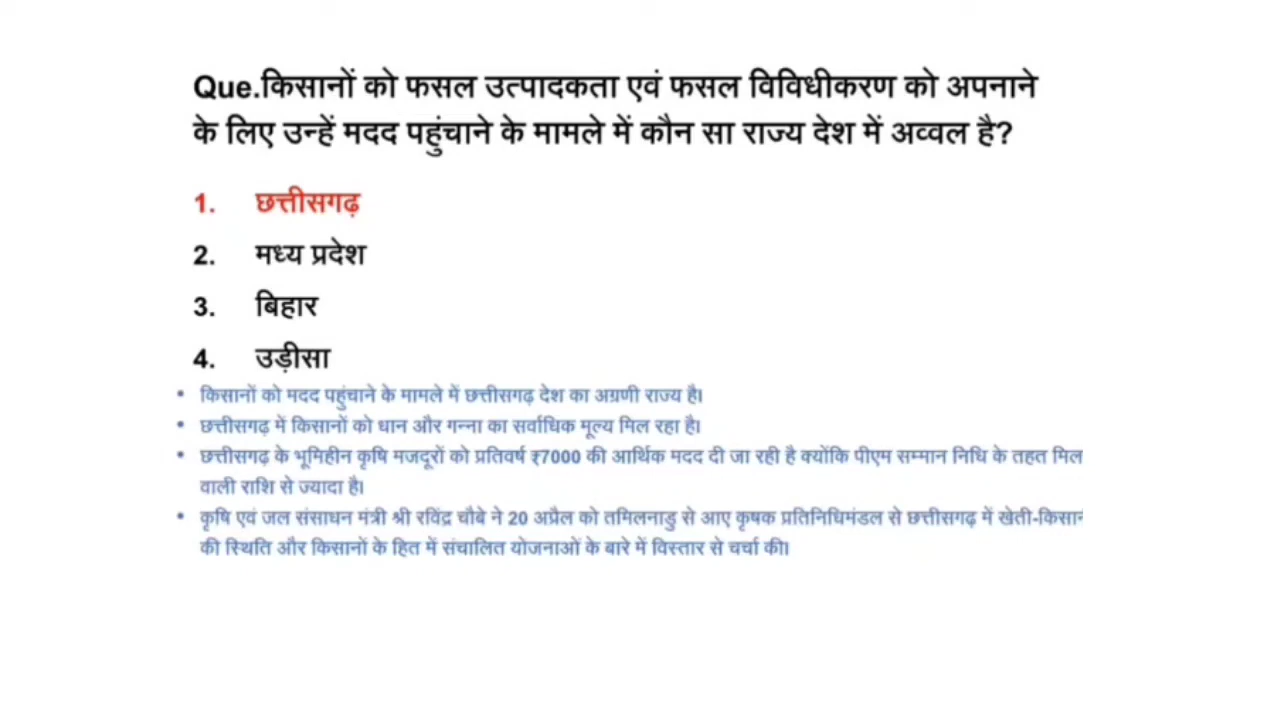 Que.किसानों को फसल उत्पादकता एवं फसल विविधीकरण को अपनाने
के लिए उन्हें मदद पहुंचाने के मामले में कौन सा राज्य देश में अव्वल है?
1. छत्तीसगढ़
2. मध्य प्रदेश
3. बिहार
4. उड़ीसा
• किसानों को मदद पहुंचाने के मामले में छत्तीसगढ़ देश का अग्रणी राज्य है।
• छत्तीसगढ़ में किसानों को धान और गन्ना का सर्वाधिक मूल्य मिल रहा है।
• छत्तीसगढ़ के भूमिहीन कृषि मजदूरों को प्रतिवर्ष ₹7000 की आर्थिक मदद दी जा रही है क्योंकि पीएम सम्मान निधि के तहत मिल
वाली राशि से ज्यादा है।
• कृषि एवं जल संसाधन मंत्री श्री रविंद्र चौबे ने 20 अप्रैल को तमिलनाडु से आए कृषक प्रतिनिधिमंडल से छत्तीसगढ़ में खेती-किसान
की स्थिति और किसानों के हित में संचालित योजनाओं के बारे में विस्तार से चर्चा की।